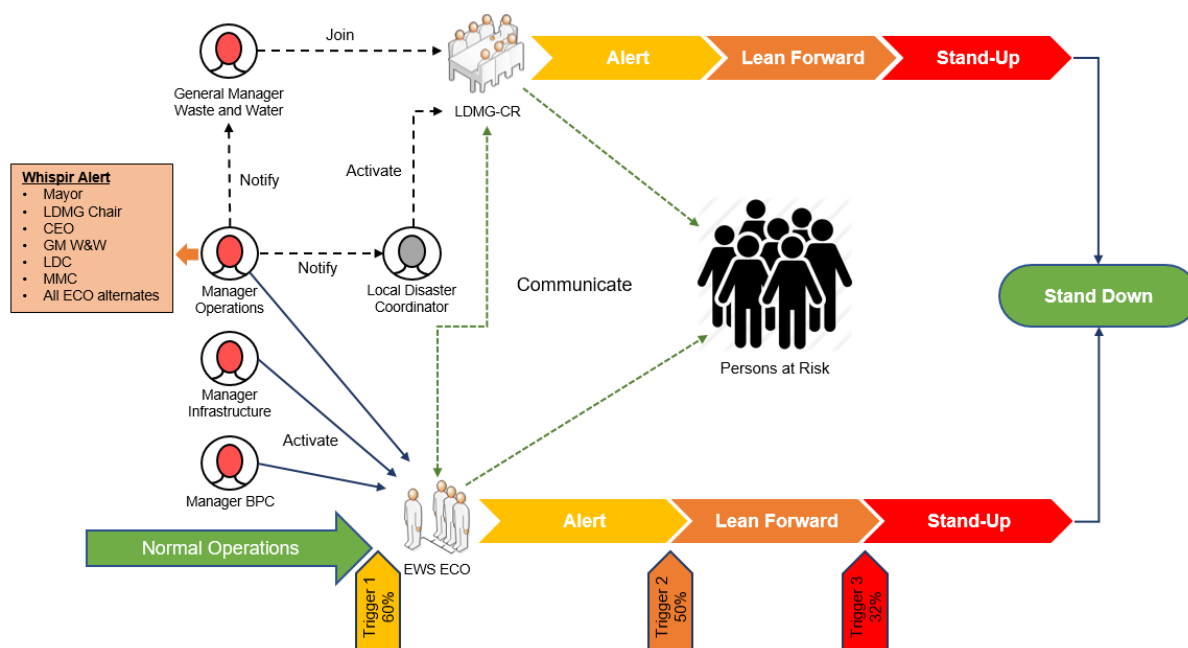 Join
Alert
Lean Forward
Stand-Up
General Manager
Waste and Water
LDMG-CR
Whispir Alert
• Mayor
• LDMG Chair
• CEO
• GM W&W
• LDC
• MMC
• All ECO alternates
Notify
Activate
Notify
Manager
Operations
Local Disaster
Coordinator
Communicate
Stand Down
Persons at Risk
Manager
Infrastructure
Activate
Manager BPC
Normal Operations
EWS ECO
Alert
Lean Forward
Stand-Up
Trigger 1
60%
Trigger 2
50%
Trigger 3
32%